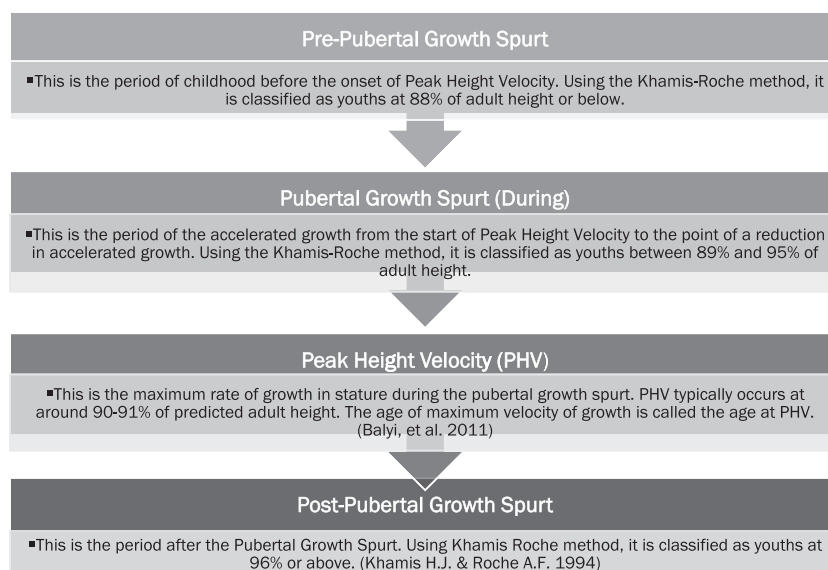 Pre-Pubertal Growth Spurt
▪This is the period of childhood before the onset of Peak Height Velocity. Using the Khamis-Roche method, it
is classified as youths at 88% of adult height or below.
Pubertal Growth Spurt (During)
▪This is the period of the accelerated growth from the start of Peak Height Velocity to the point of a reduction
in accelerated growth. Using the Khamis-Roche method, it is classified as youths between 89% and 95% of
adult height.
Peak Height Velocity (PHV)
▪This is the maximum rate of growth in stature during the pubertal growth spurt. PHV typically occurs at
around 90-91% of predicted adult height. The age of maximum velocity of growth is called the age at PHV.
(Balyi, et al. 2011)
Post-Pubertal Growth Spurt
▪This is the period after the Pubertal Growth Spurt. Using Khamis Roche method, it is classified as youths at
96% or above. (Khamis H.J. & Roche A.F. 1994)